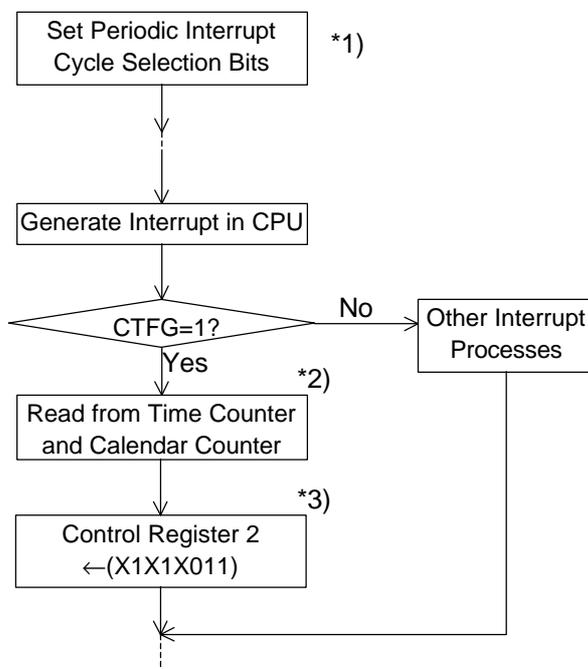 Set Periodic Interrupt
Cycle Selection Bits
*1)
Generate Interrupt in CPU
CTFG=1?
No
Other Interrupt
Processes
Yes
*2)
Read from Time Counter
and Calendar Counter
*3)
Control Register 2
←(X1X1X011)